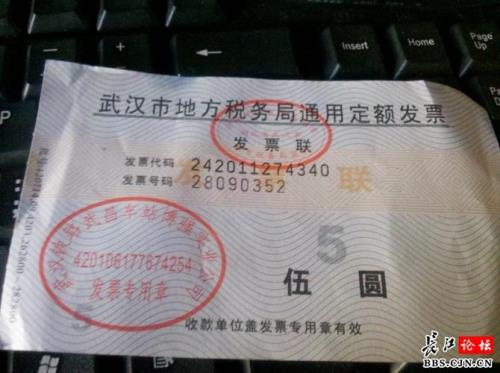 Insert
Home
Page
Up
Delete
End
武汉市地方税务局通用定额发票
发票联
发票代码 242011274340
发票号码 28090352
联
5
伍圆
420106177674254
发票专用章
5
收款单位盖发票专用章有效
长江论坛
BBS.CJN.CN